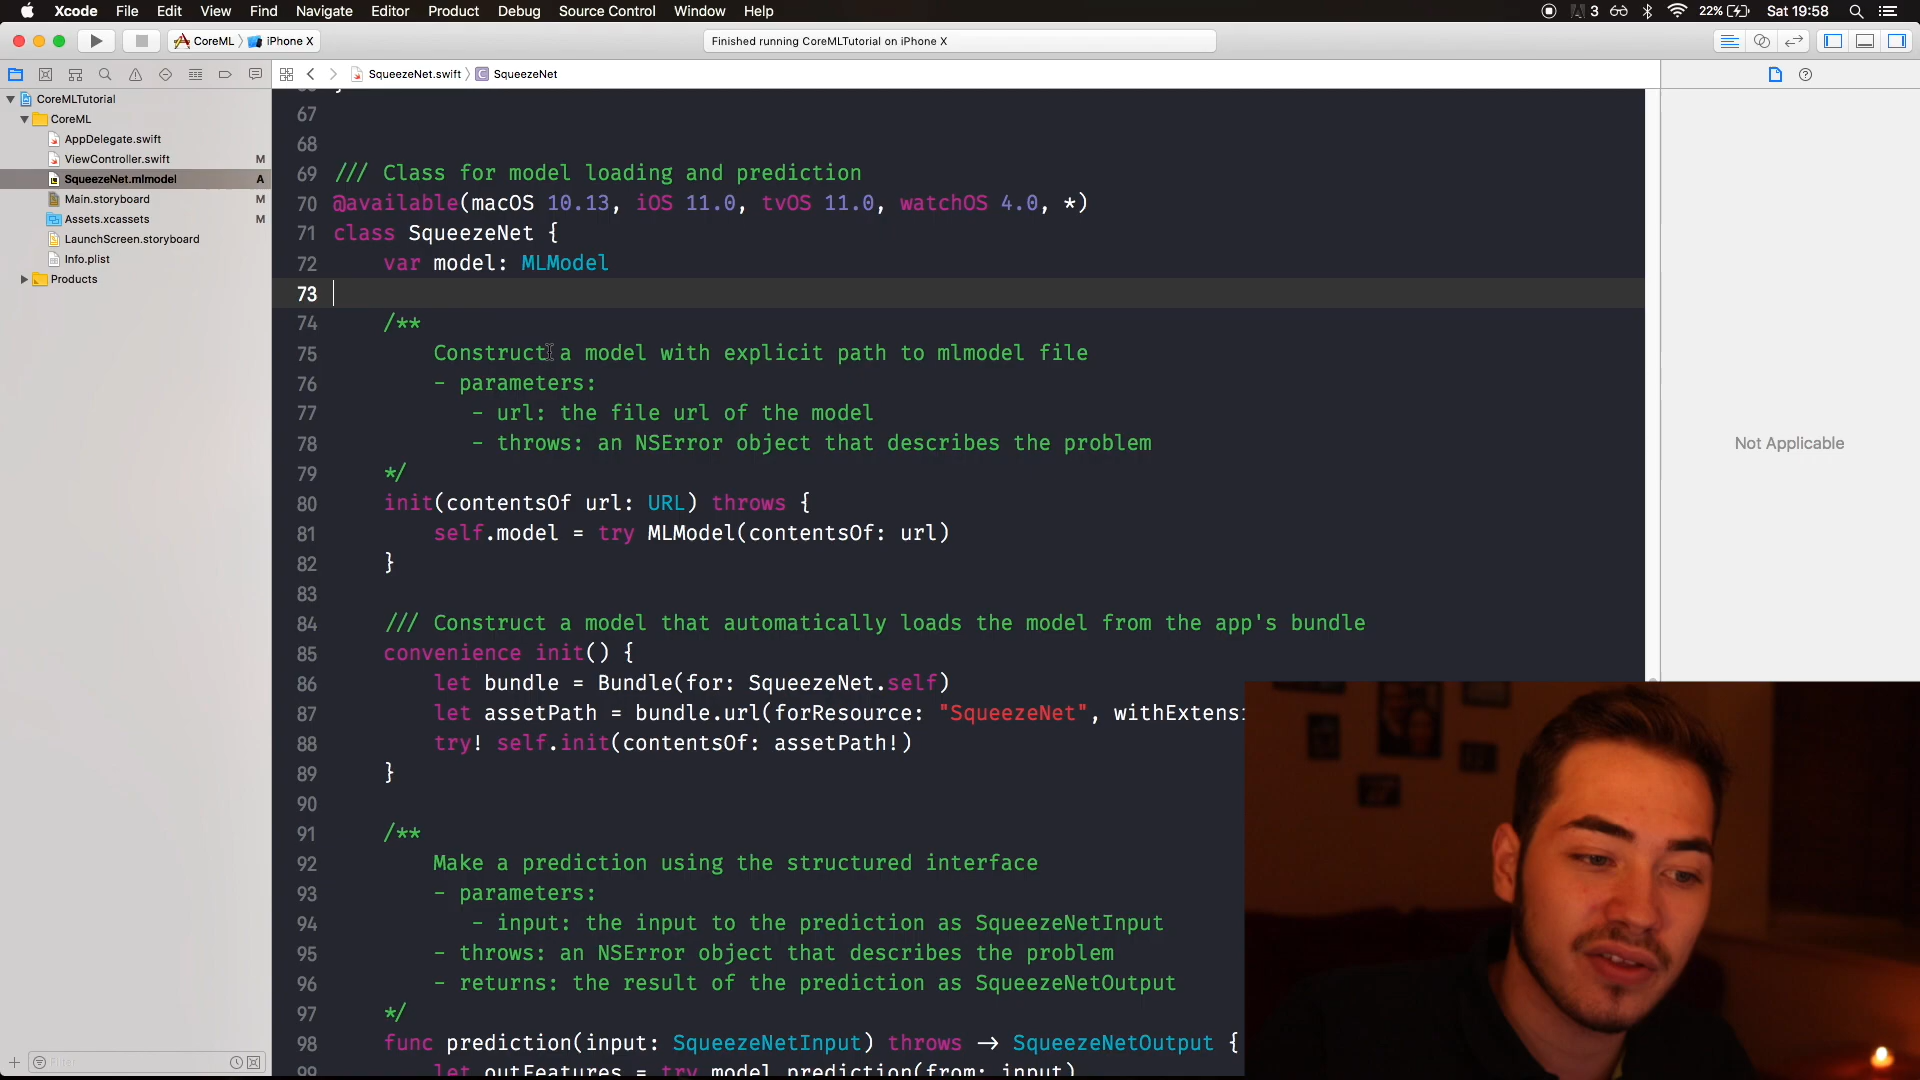 Xcode File Edit View Find Navigate Editor Product Debug Source Control Window Help
3 22% Sat 19:58
CoreML iPhone X
Finished running CoreMLTutorial on iPhone X
SqueezeNet.swift C SqueezeNet
CoreMLTutorial
CoreML
AppDelegate.swift
ViewController.swift M
SqueezeNet.mlmodel A
Main.storyboard M
Assets.xcassets M
LaunchScreen.storyboard
Info.plist
Products
67
68
69 /// Class for model loading and prediction
70 @available(macOS 10.13, iOS 11.0, tvOS 11.0, watchOS 4.0, *)
71 class SqueezeNet {
72 var model: MLModel
73
74 /**
75 Construct a model with explicit path to mlmodel file
76 - parameters:
77 - url: the file url of the model
78 - throws: an NSError object that describes the problem
79 */
80 init(contentsOf url: URL) throws {
81 self.model = try MLModel(contentsOf: url)
82 }
83
84 /// Construct a model that automatically loads the model from the app's bundle
85 convenience init() {
86 let bundle = Bundle(for: SqueezeNet.self)
87 let assetPath = bundle.url(forResource: "SqueezeNet", withExtensi
88 try! self.init(contentsOf: assetPath!)
89 }
90
91 /**
92 Make a prediction using the structured interface
93 - parameters:
94 - input: the input to the prediction as SqueezeNetInput
95 - throws: an NSError object that describes the problem
96 - returns: the result of the prediction as SqueezeNetOutput
97 */
98 func prediction(input: SqueezeNetInput) throws -> SqueezeNetOutput {
99 let outFeatures = try model.prediction(from: input)
Not Applicable